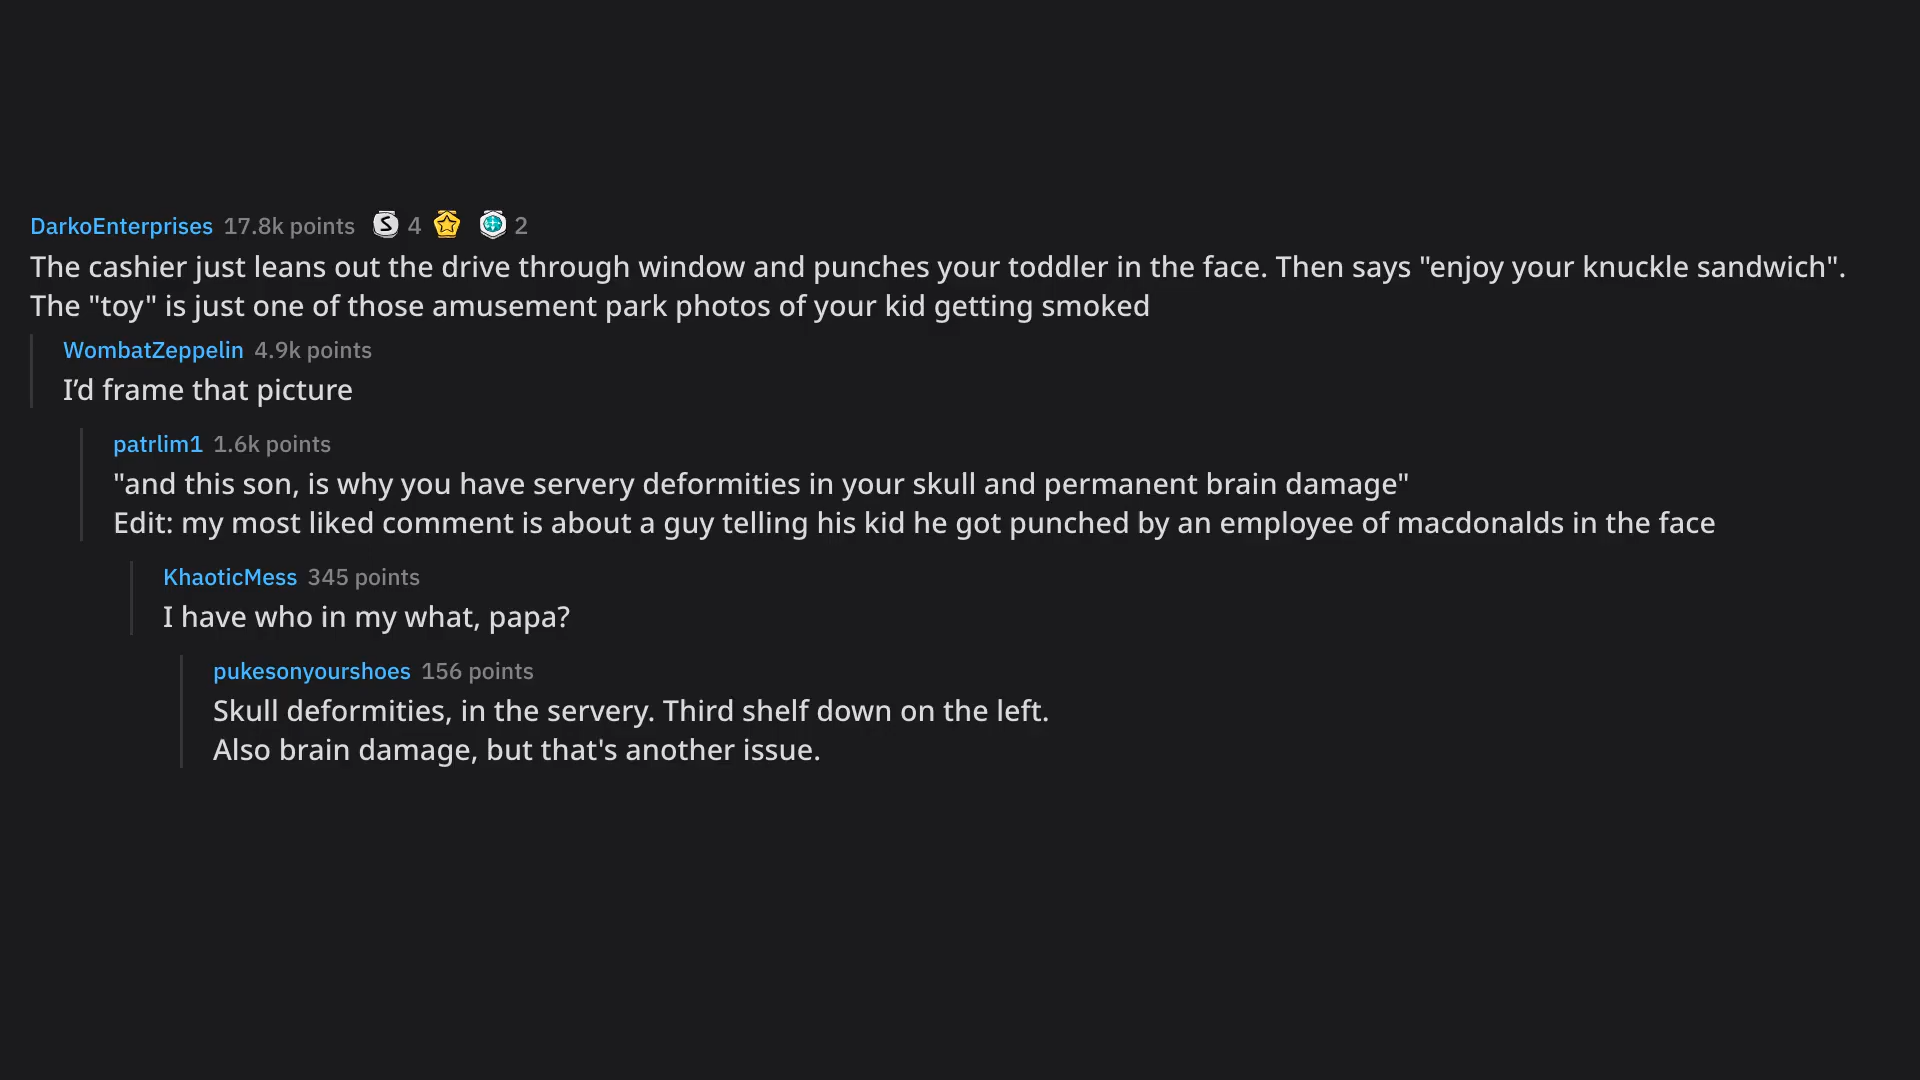 DarkoEnterprises 17.8k points S 4 2
The cashier just leans out the drive through window and punches your toddler in the face. Then says "enjoy your knuckle sandwich".
The "toy" is just one of those amusement park photos of your kid getting smoked
WombatZeppelin 4.9k points
I’d frame that picture
patrlim1 1.6k points
"and this son, is why you have servery deformities in your skull and permanent brain damage"
Edit: my most liked comment is about a guy telling his kid he got punched by an employee of macdonalds in the face
KhaoticMess 345 points
I have who in my what, papa?
pukesonyourshoes 156 points
Skull deformities, in the servery. Third shelf down on the left.
Also brain damage, but that's another issue.